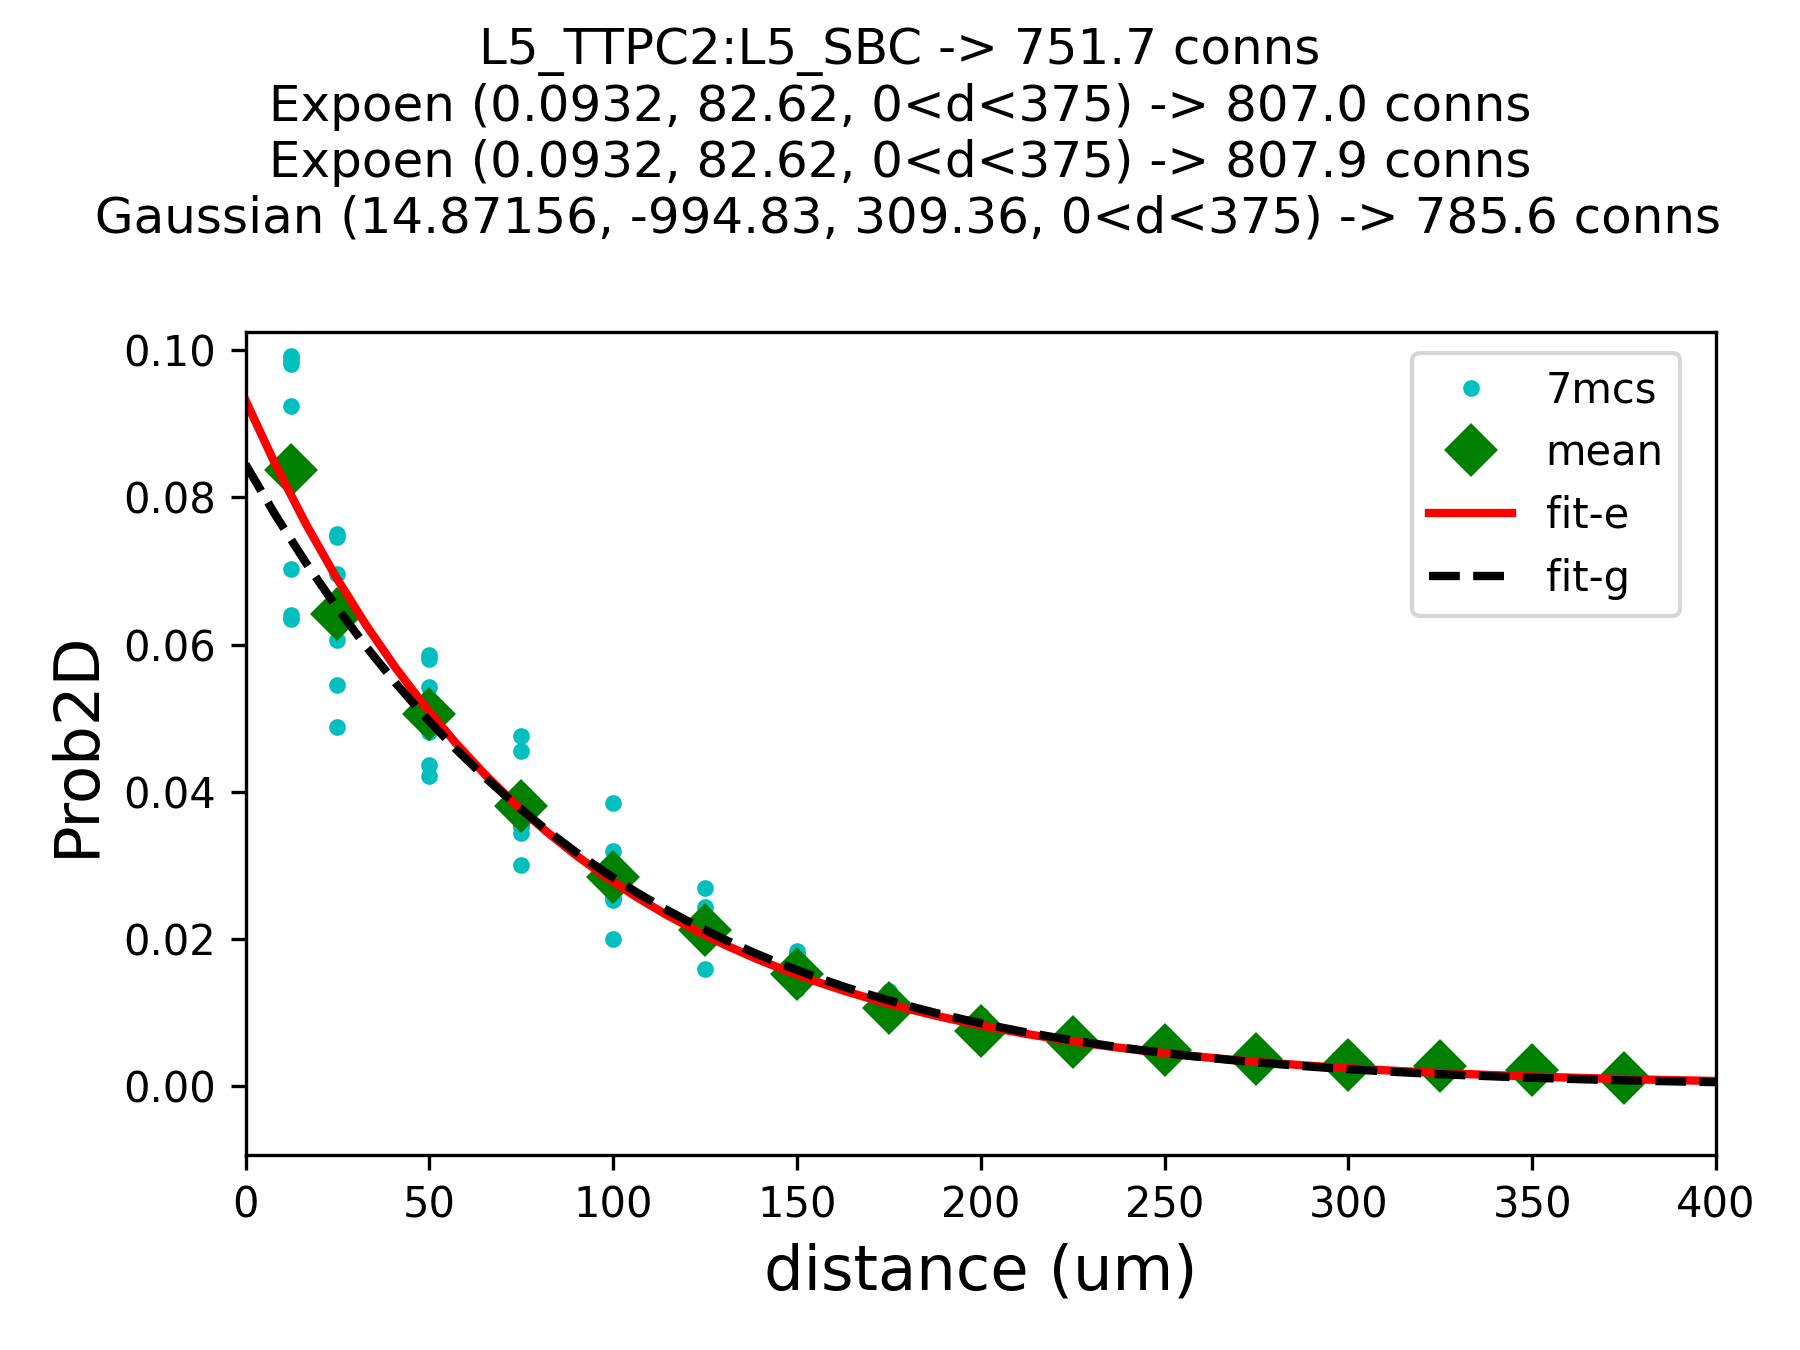 L5_TTPC2:L5_SBC -> 751.7 conns
Expoen (0.0932, 82.62, 0<d<375) -> 807.0 conns
Expoen (0.0932, 82.62, 0<d<375) -> 807.9 conns
Gaussian (14.87156, -994.83, 309.36, 0<d<375) -> 785.6 conns
0.10
0.08
0.06
0.04
0.02
0.00
Prob2D
7mcs
mean
fit-e
fit-g
0 50 100 150 200 250 300 350 400
distance (um)